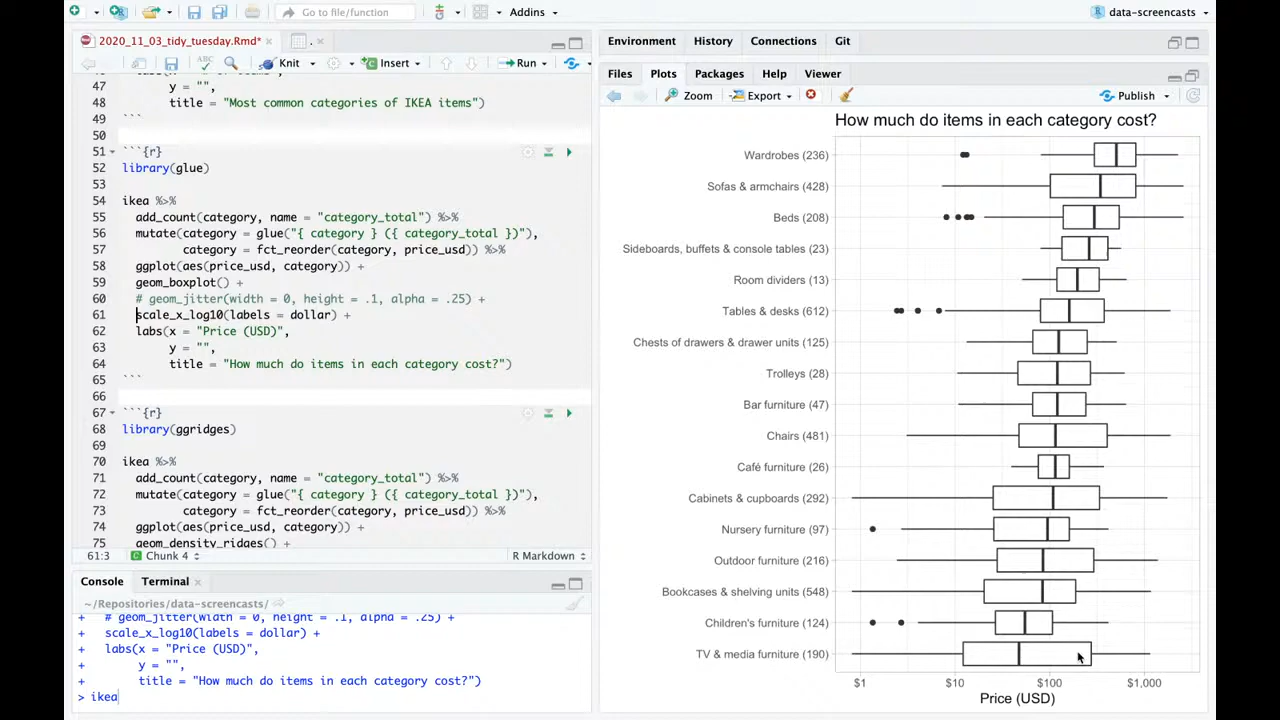 Go to file/function
Addins
data-screencasts
2020_11_03_tidy_tuesday.Rmd*
Knit
Insert
Run
47 y = "",
48 title = "Most common categories of IKEA items")
49 ```
50
51 ```{r}
52 library(glue)
53
54 ikea %>%
55 add_count(category, name = "category_total") %>%
56 mutate(category = glue("{ category } ({ category_total })"),
57 category = fct_reorder(category, price_usd)) %>%
58 ggplot(aes(price_usd, category)) +
59 geom_boxplot() +
60 # geom_jitter(width = 0, height = .1, alpha = .25) +
61 scale_x_log10(labels = dollar) +
62 labs(x = "Price (USD)",
63 y = "",
64 title = "How much do items in each category cost?")
65 ```
66
67 ```{r}
68 library(ggridges)
69
70 ikea %>%
71 add_count(category, name = "category_total") %>%
72 mutate(category = glue("{ category } ({ category_total })"),
73 category = fct_reorder(category, price_usd)) %>%
74 ggplot(aes(price_usd, category)) +
75 geom_density_ridges() +
61:3 Chunk 4 R Markdown
Console Terminal
~/Repositories/data-screencasts/
+ # geom_jitter(width = 0, height = .1, alpha = .25) +
+ scale_x_log10(labels = dollar) +
+ labs(x = "Price (USD)",
+ y = "",
+ title = "How much do items in each category cost?")
> ikea
Environment History Connections Git
Files Plots Packages Help Viewer
Zoom Export Publish
How much do items in each category cost?
Wardrobes (236)
Sofas & armchairs (428)
Beds (208)
Sideboards, buffets & console tables (23)
Room dividers (13)
Tables & desks (612)
Chests of drawers & drawer units (125)
Trolleys (28)
Bar furniture (47)
Chairs (481)
Café furniture (26)
Cabinets & cupboards (292)
Nursery furniture (97)
Outdoor furniture (216)
Bookcases & shelving units (548)
Children's furniture (124)
TV & media furniture (190)
$1 $10 $100 $1,000
Price (USD)